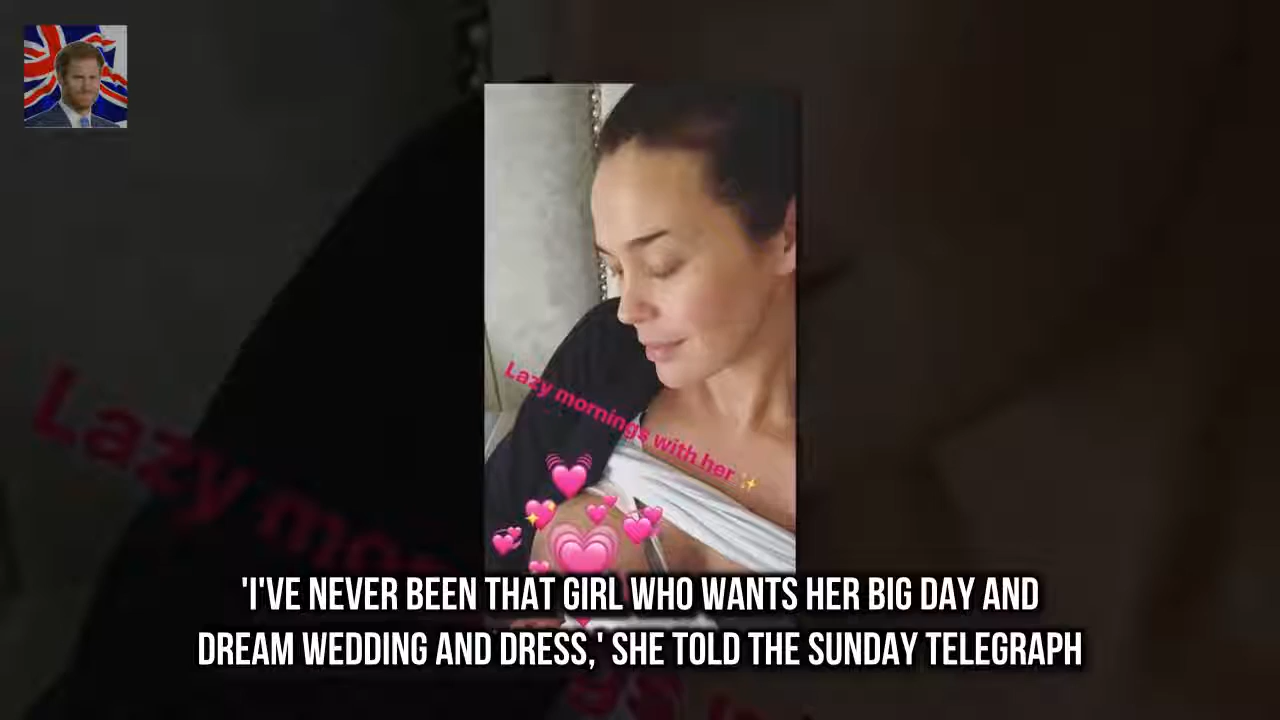 Lazy mornings with her
'I'VE NEVER BEEN THAT GIRL WHO WANTS HER BIG DAY AND
DREAM WEDDING AND DRESS,' SHE TOLD THE SUNDAY TELEGRAPH